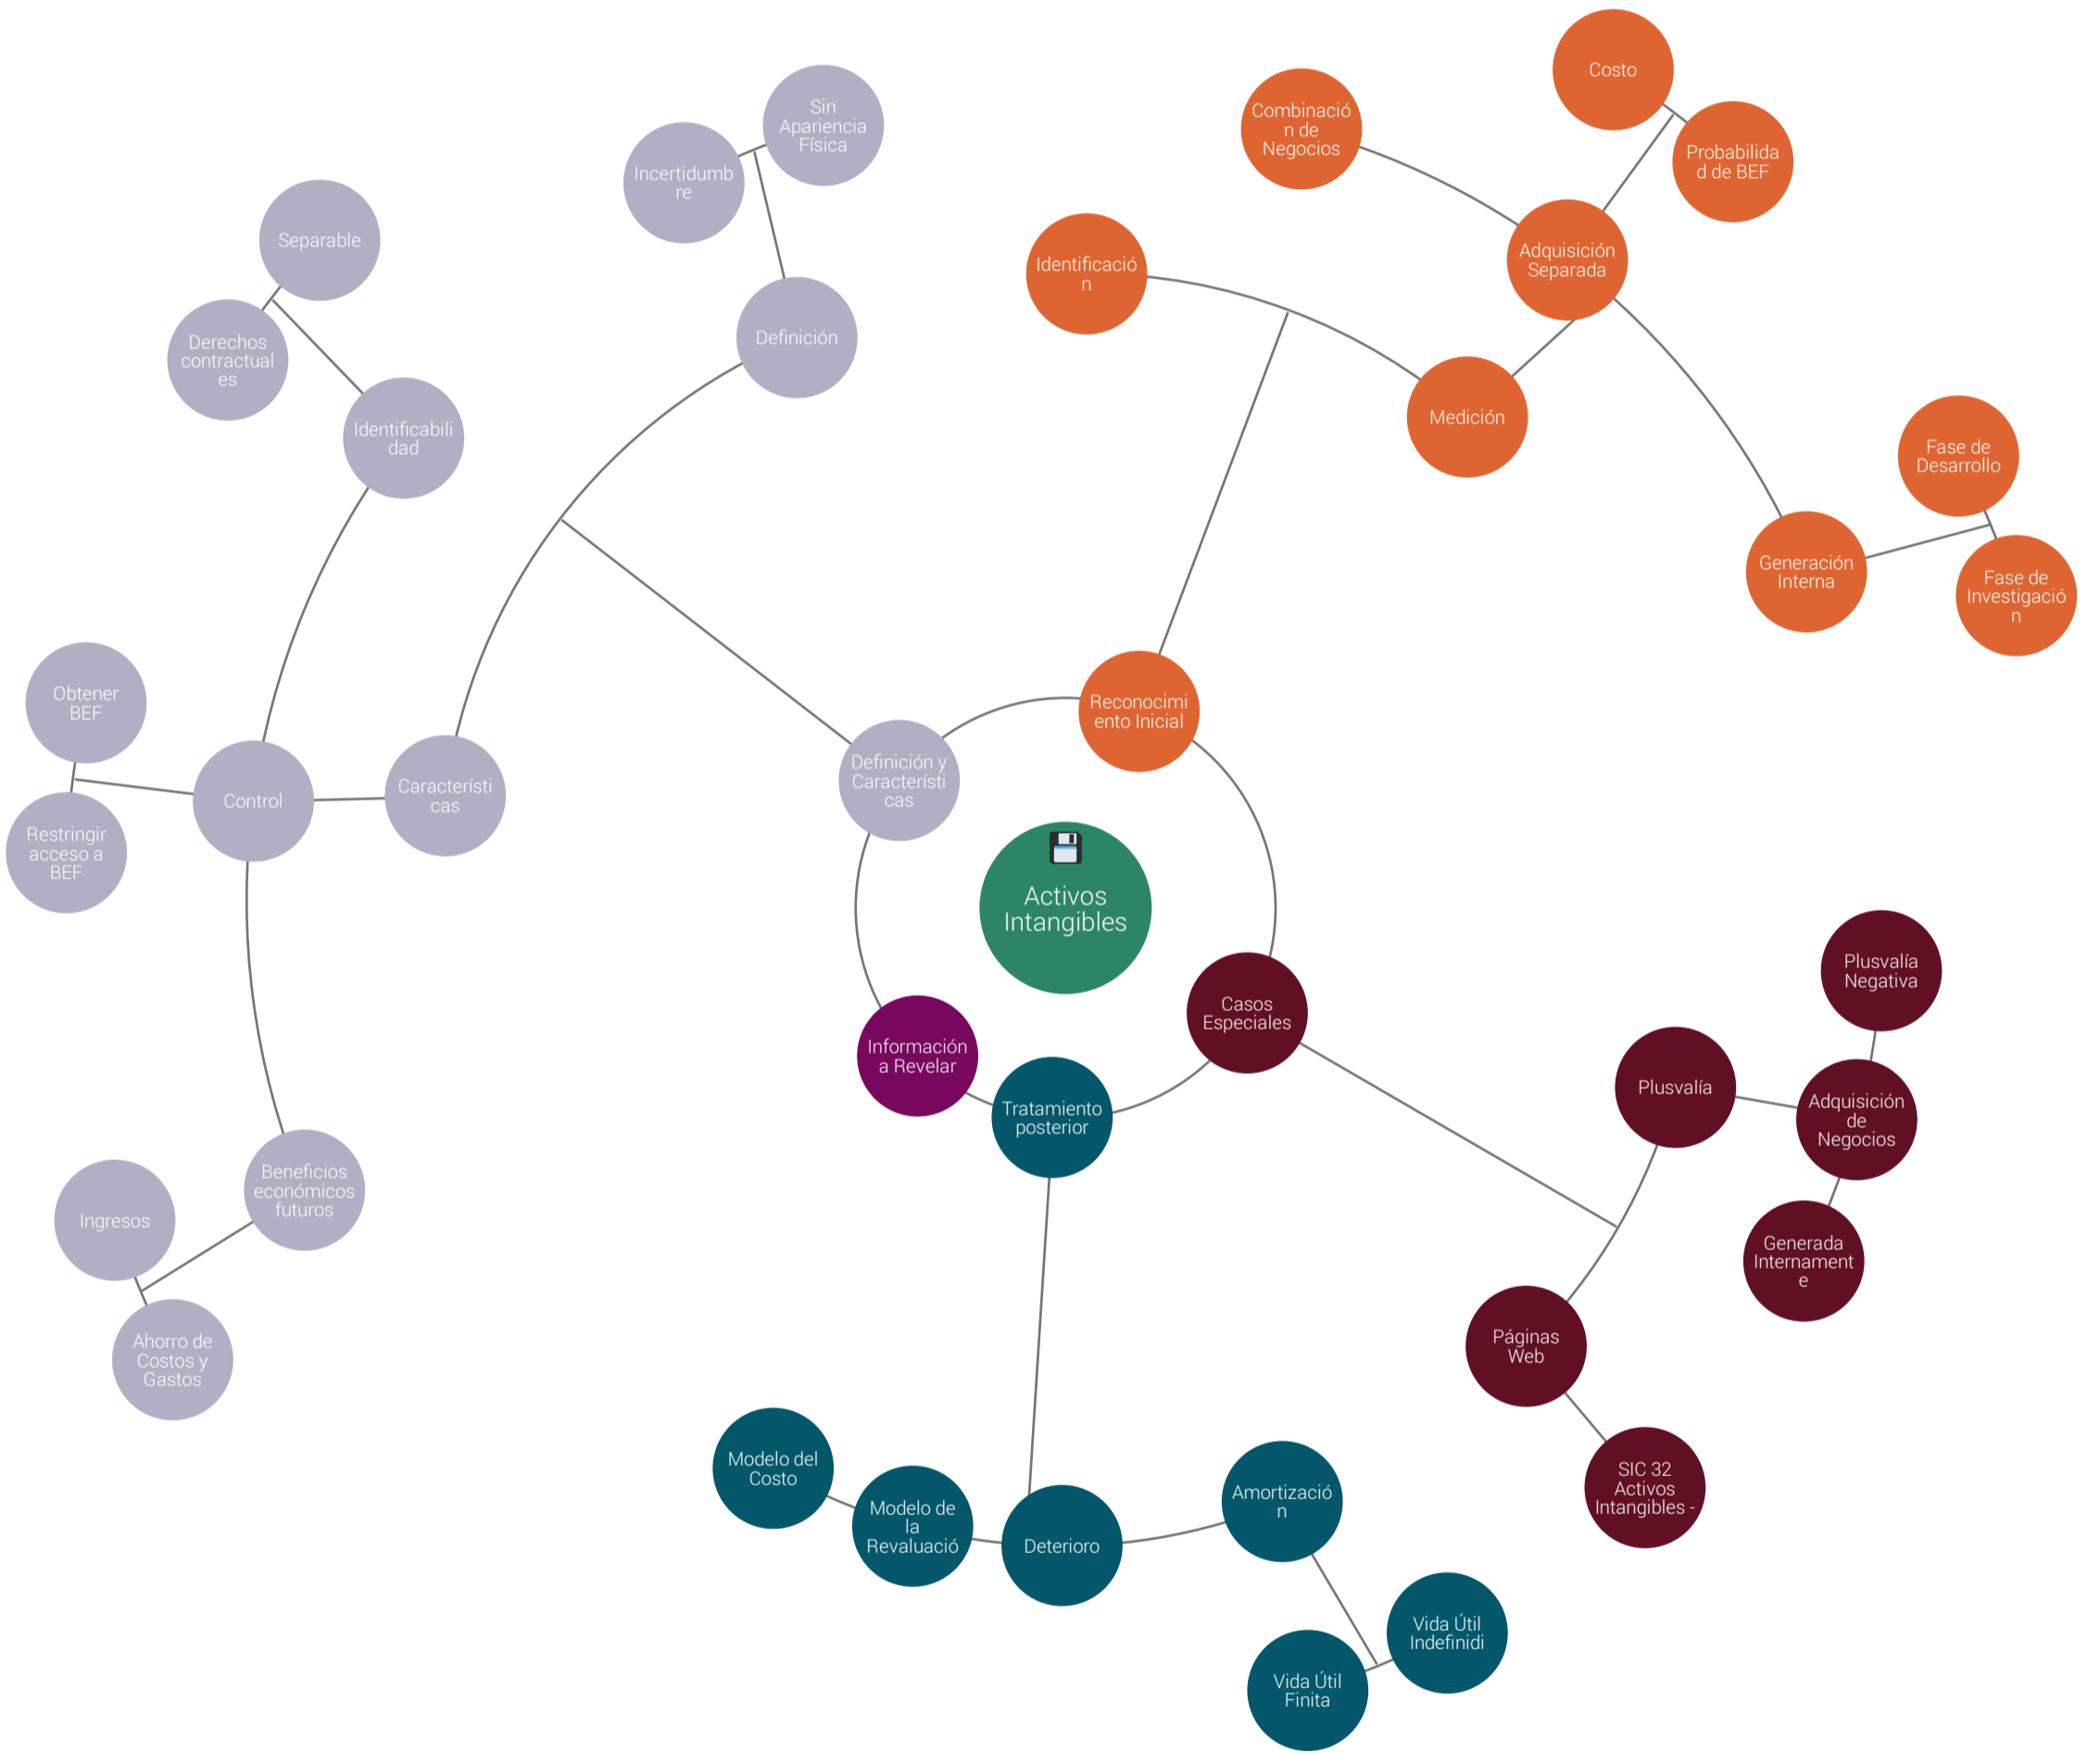 Activos
Intangibles
Definición y
Característi
cas
Definición
Incertidumb
re
Sin
Apariencia
Física
Característi
cas
Identificabili
dad
Derechos
contractual
es
Separable
Control
Obtener
BEF
Restringir
acceso a
BEF
Beneficios
económicos
futuros
Ingresos
Ahorro de
Costos y
Gastos
Reconocimi
ento Inicial
Identificació
n
Medición
Combinació
n de
Negocios
Adquisición
Separada
Costo
Probabilida
d de BEF
Generación
Interna
Fase de
Desarrollo
Fase de
Investigació
n
Casos
Especiales
Plusvalía
Plusvalía
Negativa
Adquisición
de
Negocios
Generada
Internament
e
Páginas
Web
SIC 32
Activos
Intangibles -
Tratamiento
posterior
Modelo del
Costo
Modelo de
la
Revaluació
Deterioro
Amortizació
n
Vida Útil
Indefinidi
Vida Útil
Finita
Información
a Revelar